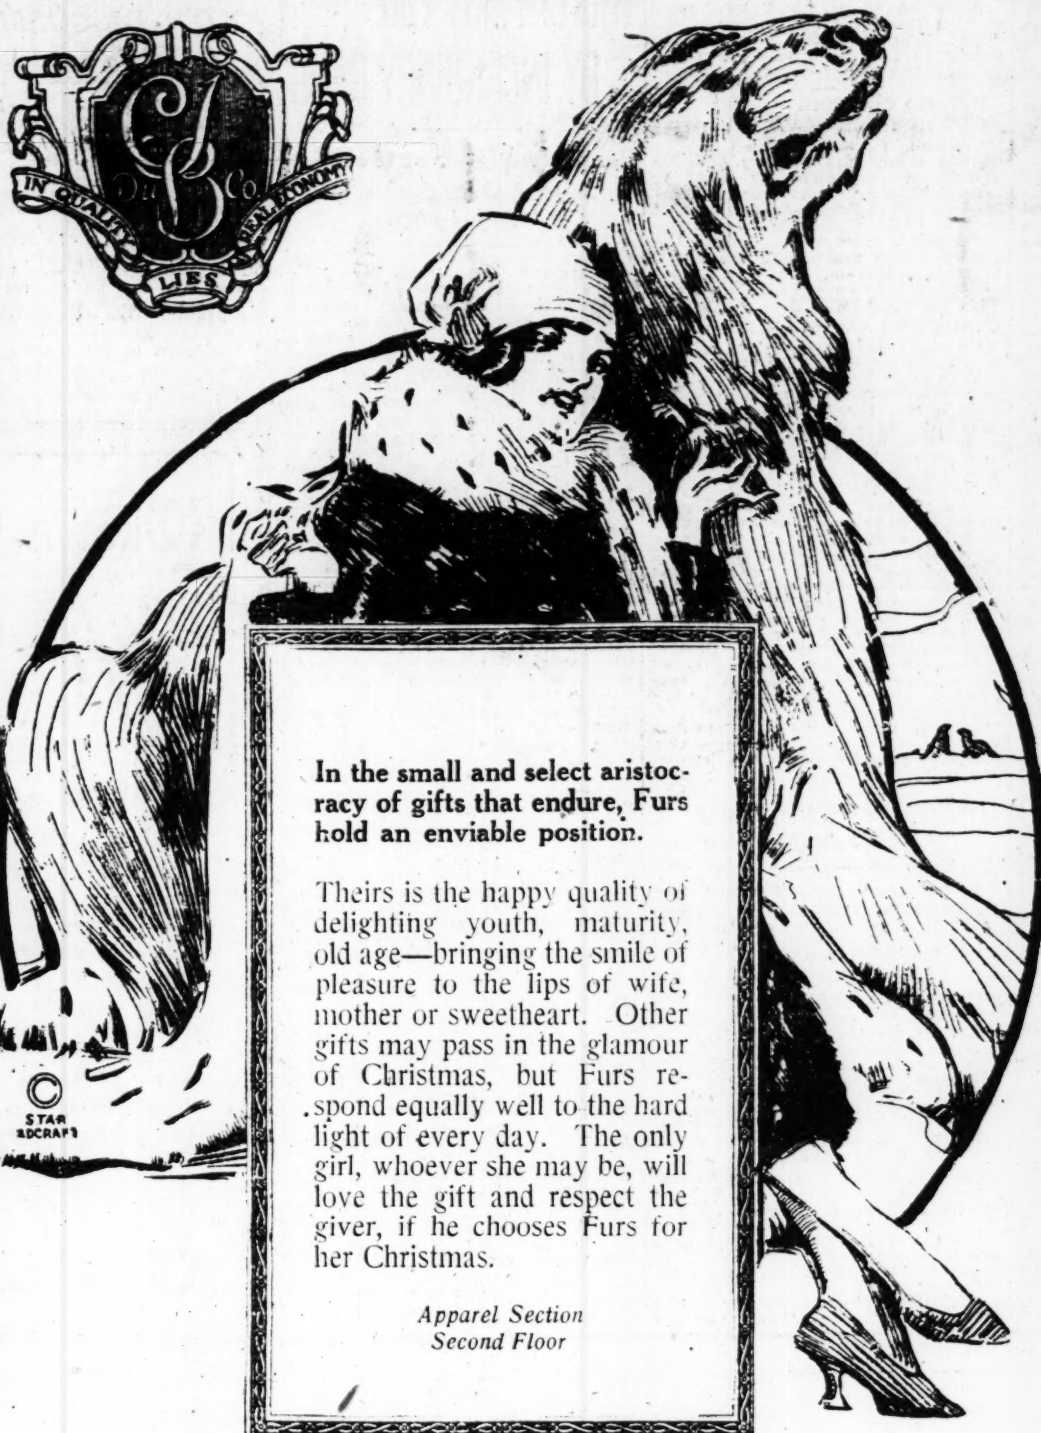 GJ
B
Du Co
IN QUALITY
LIES
REAL ECONOMY
In the small and select aristoc-
racy of gifts that endure, Furs
hold an enviable position.
Theirs is the happy quality of
delighting youth, maturity,
old age—bringing the smile of
pleasure to the lips of wife,
mother or sweetheart. Other
gifts may pass in the glamour
of Christmas, but Furs re-
spond equally well to the hard
light of every day. The only
girl, whoever she may be, will
love the gift and respect the
giver, if he chooses Furs for
her Christmas.
Apparel Section
Second Floor
©
STAR
ADCRAFT